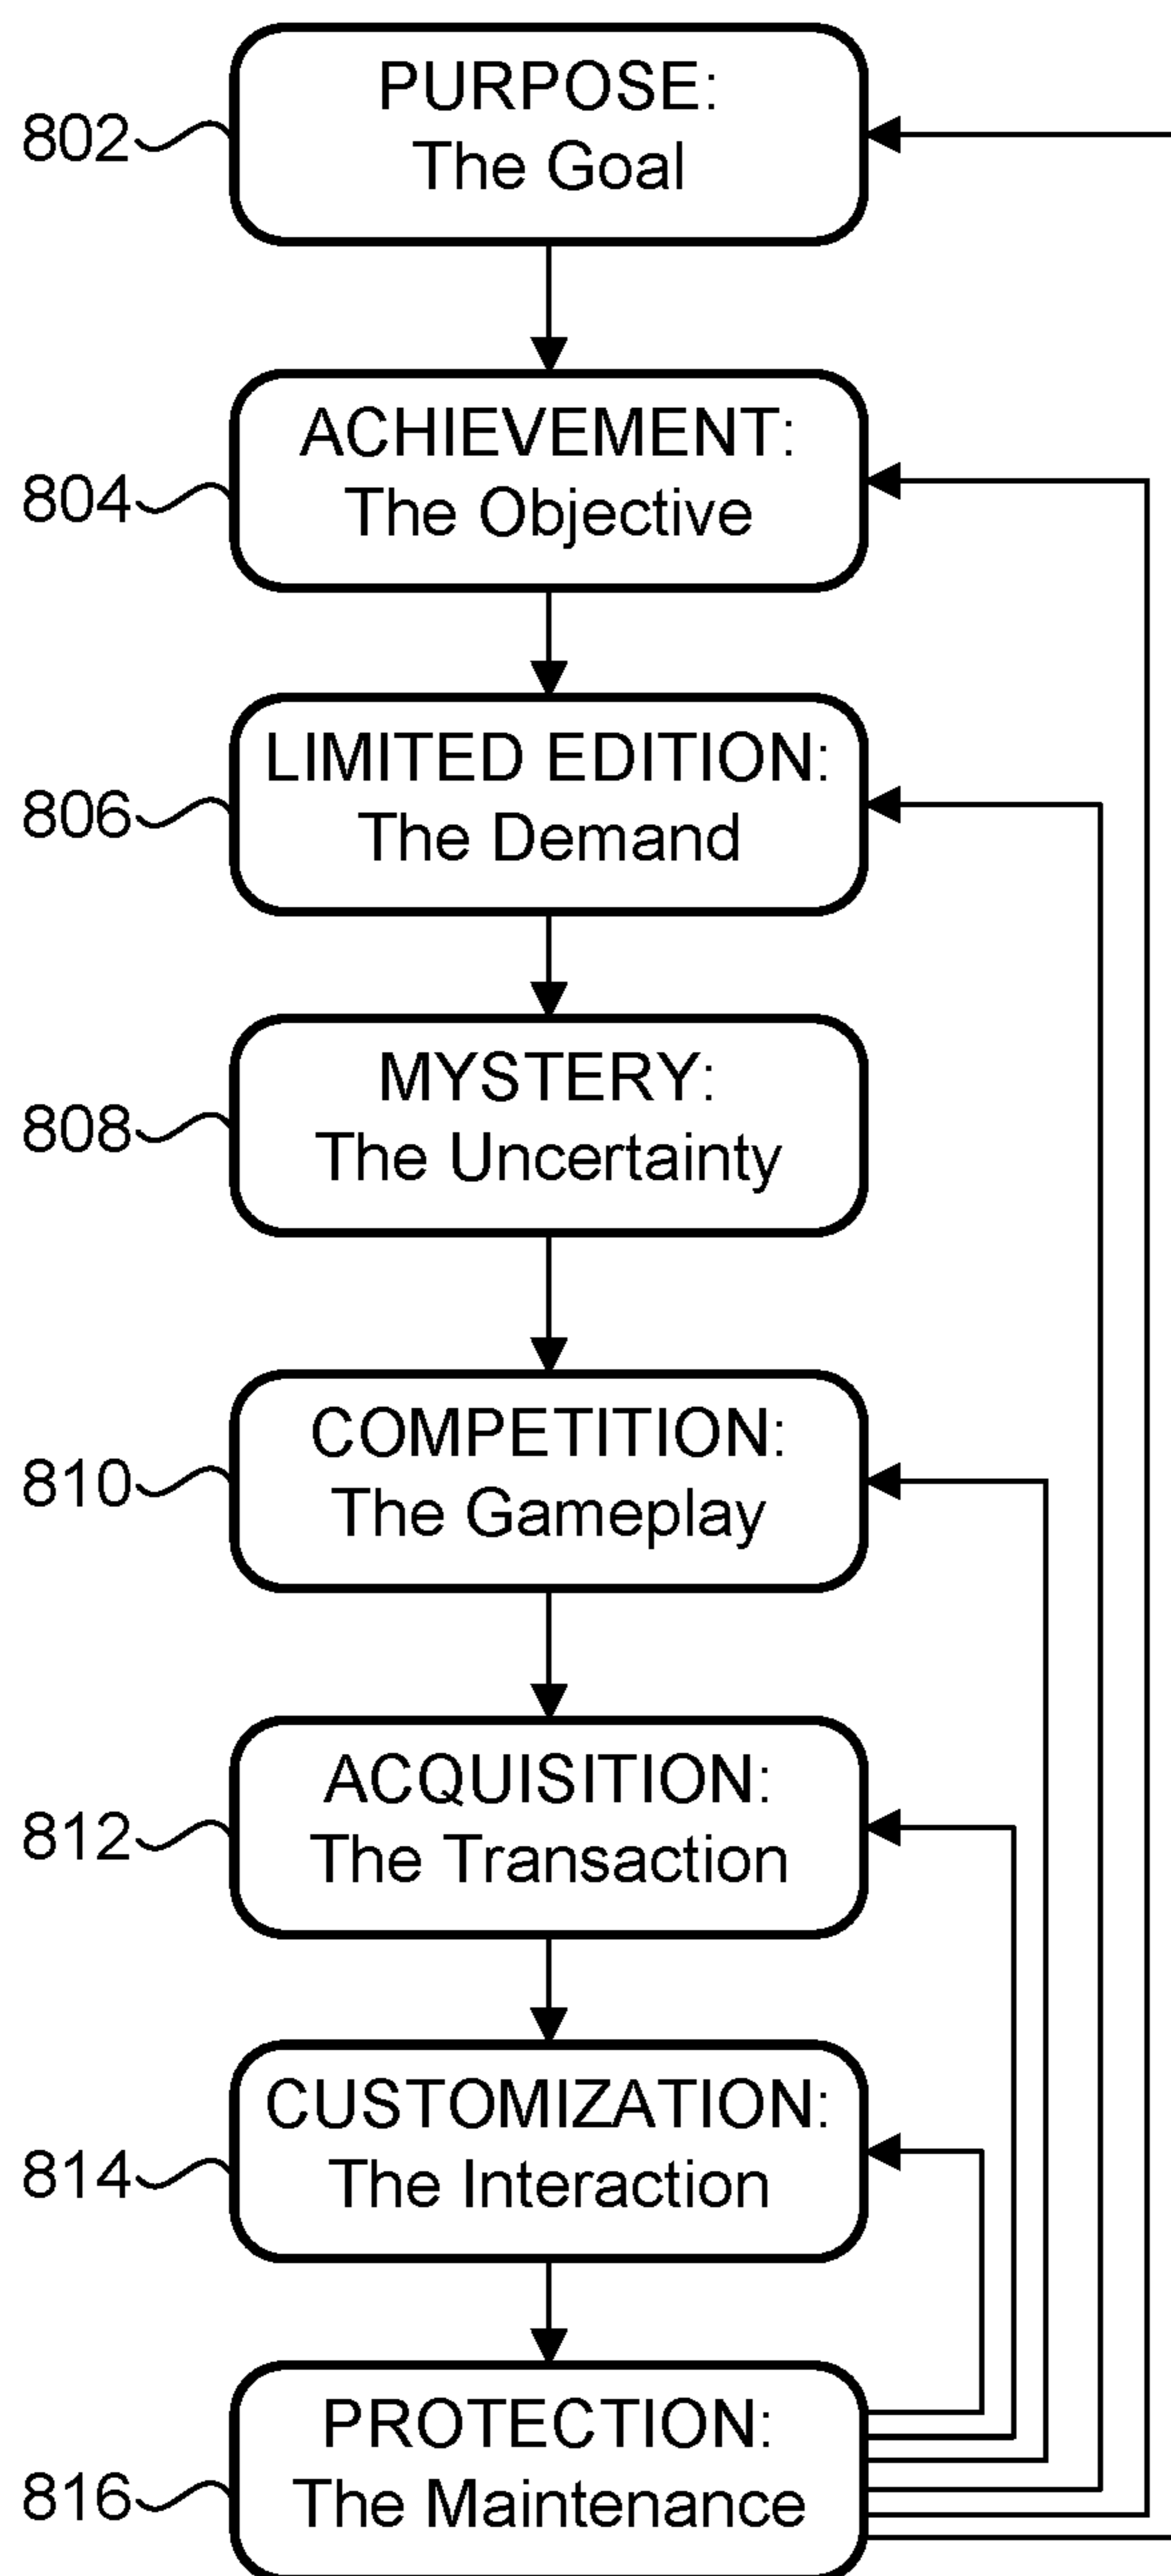 PURPOSE:
The Goal
802
ACHIEVEMENT:
The Objective
804
LIMITED EDITION:
The Demand
806
MYSTERY:
The Uncertainty
808
COMPETITION:
The Gameplay
810
ACQUISITION:
The Transaction
812
CUSTOMIZATION:
The Interaction
814
PROTECTION:
The Maintenance
816